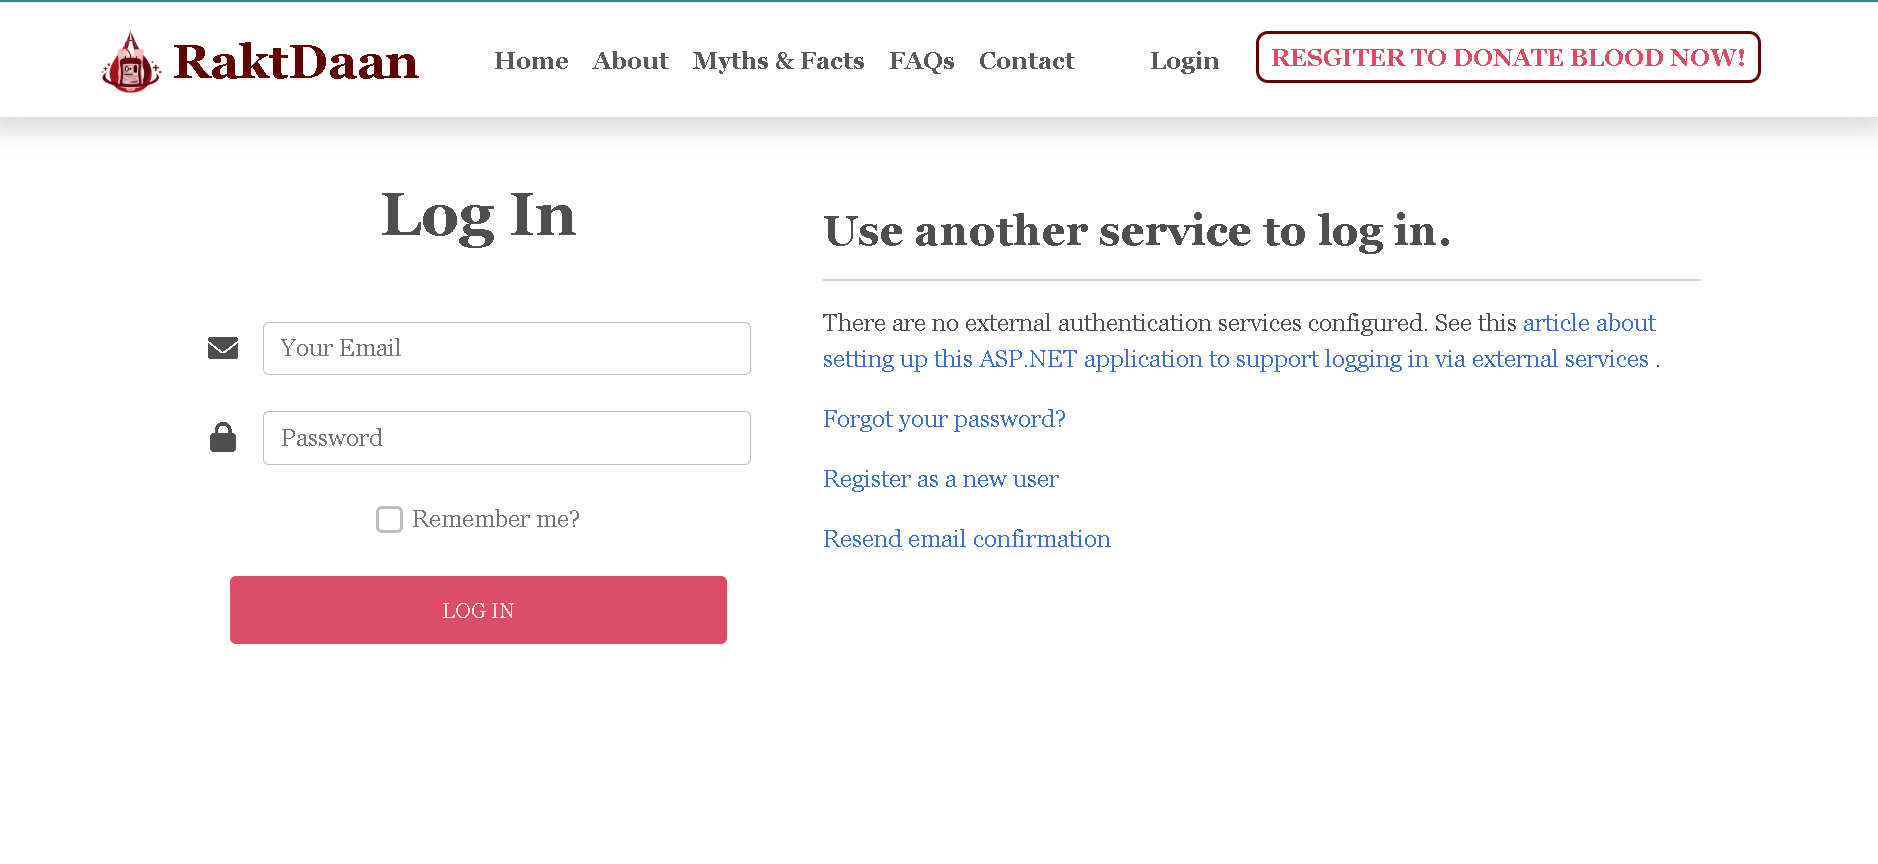 RaktDaan
Home About Myths & Facts FAQs Contact Login RESGITER TO DONATE BLOOD NOW!
Log In
Your Email
Password
Remember me?
LOG IN
Use another service to log in.
There are no external authentication services configured. See this article about
setting up this ASP.NET application to support logging in via external services .
Forgot your password?
Register as a new user
Resend email confirmation